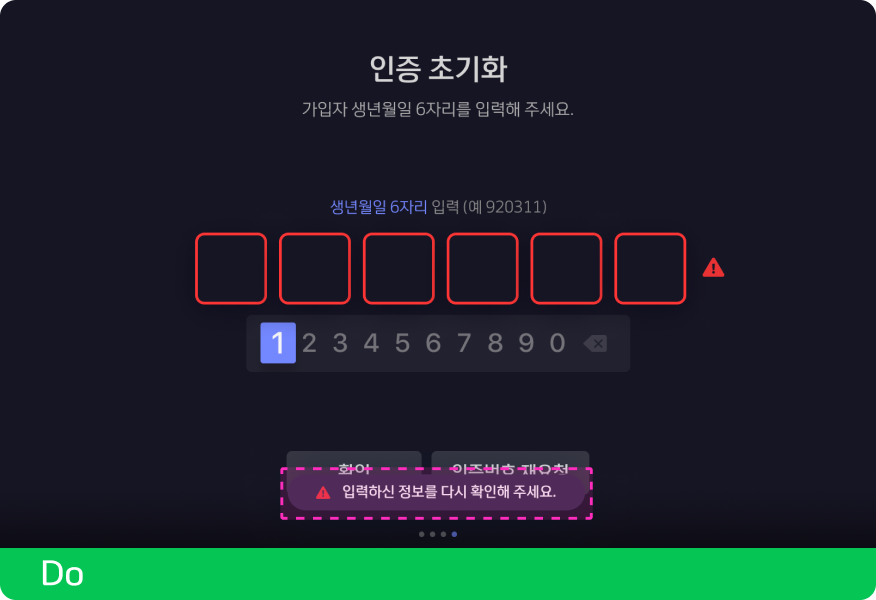 인증 초기화
가입자 생년월일 6자리를 입력해 주세요.
생년월일 6자리 입력 (예 920311)
1 2 3 4 5 6 7 8 9 0
확인 인증번호 재요청
입력하신 정보를 다시 확인해 주세요.
Do